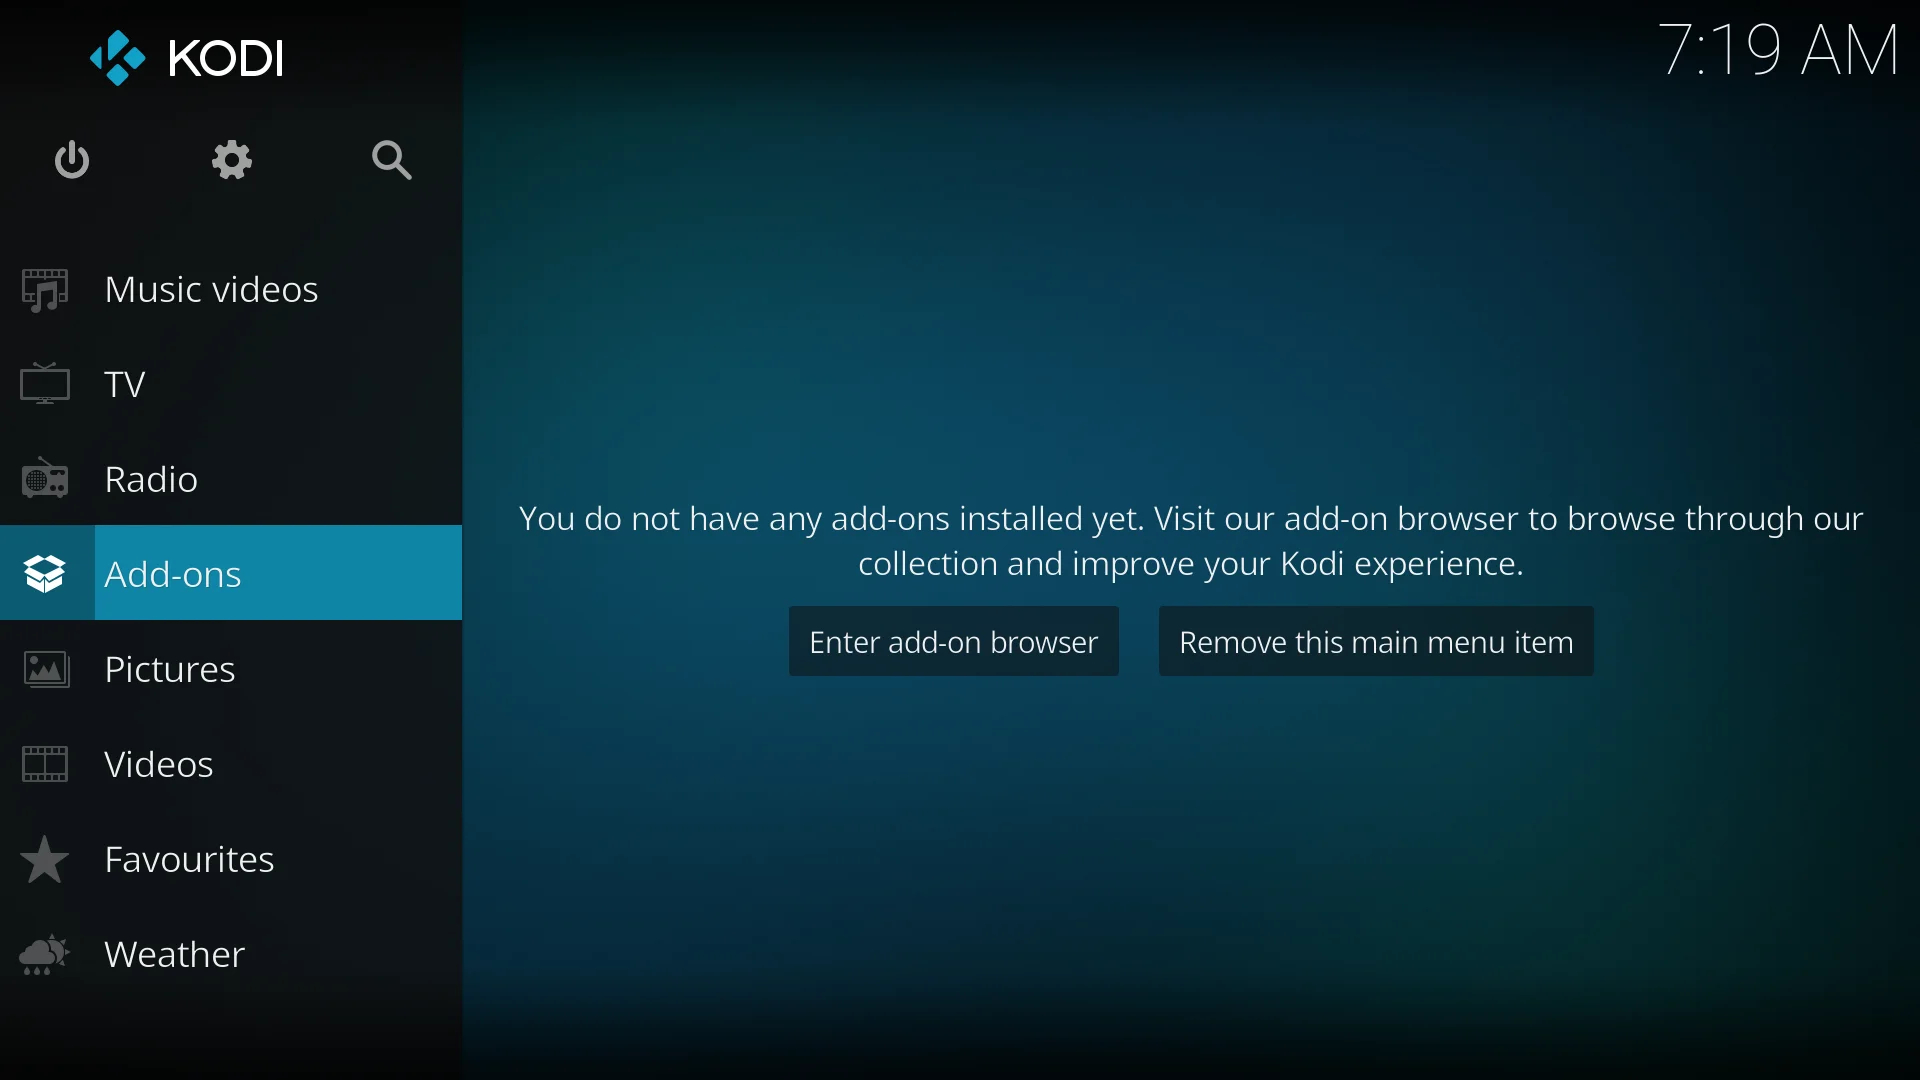 KODI
7:19 AM
Music videos
TV
Radio
Add-ons
Pictures
Videos
Favourites
Weather
You do not have any add-ons installed yet. Visit our add-on browser to browse through our
collection and improve your Kodi experience.
Enter add-on browser
Remove this main menu item